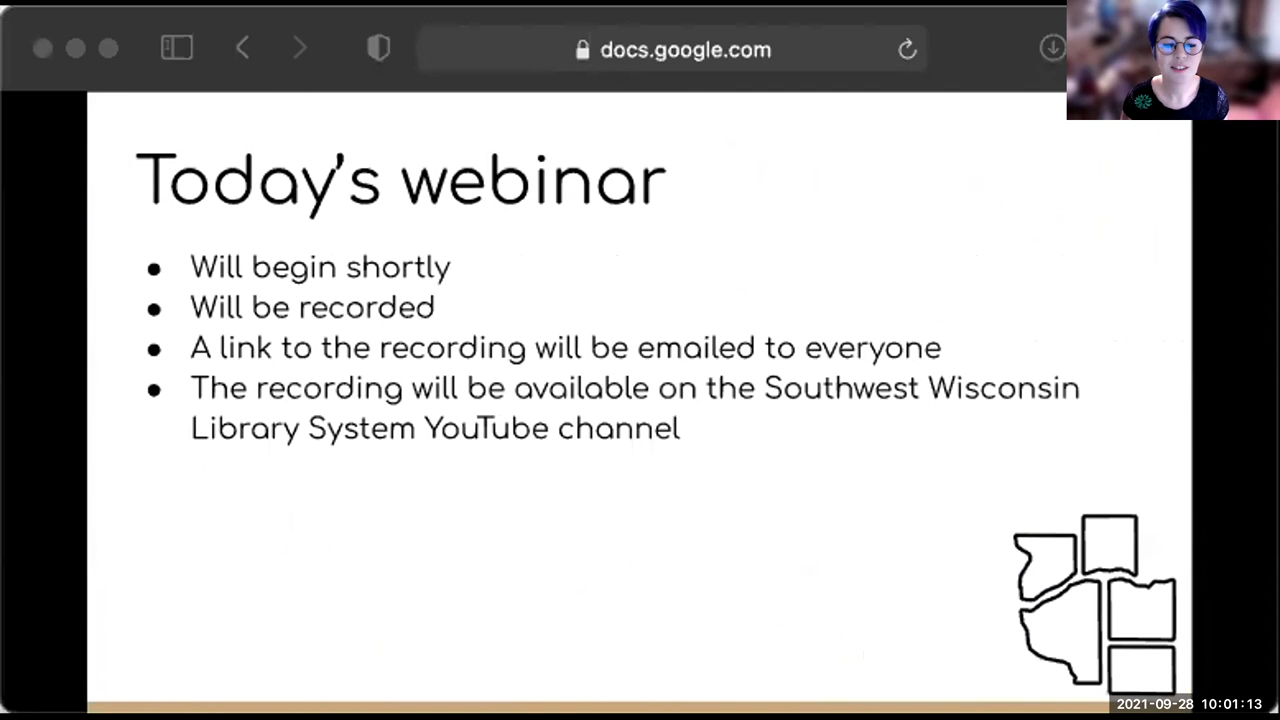 docs.google.com
Today's webinar
● Will begin shortly
● Will be recorded
● A link to the recording will be emailed to everyone
● The recording will be available on the Southwest Wisconsin
Library System YouTube channel
2021-09-28 10:01:13